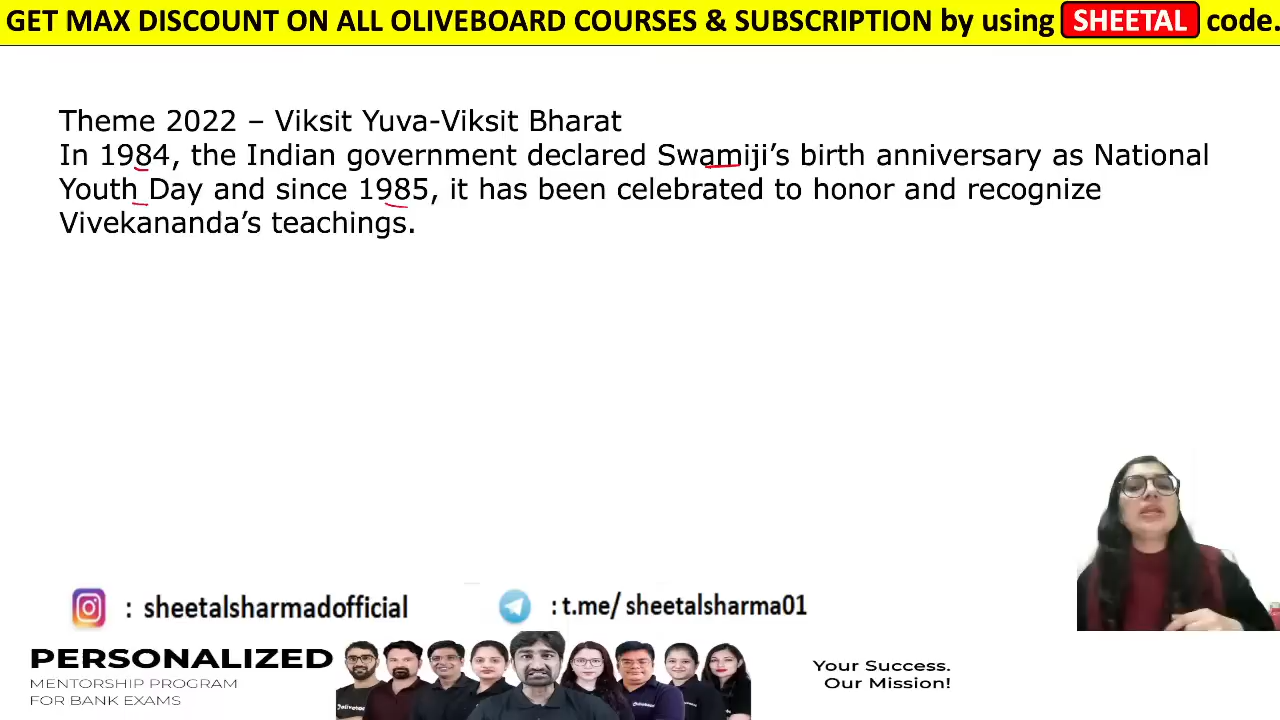 GET MAX DISCOUNT ON ALL OLIVEBOARD COURSES & SUBSCRIPTION by using SHEETAL code.
Theme 2022 – Viksit Yuva-Viksit Bharat
In 1984, the Indian government declared Swamiji’s birth anniversary as National
Youth Day and since 1985, it has been celebrated to honor and recognize
Vivekananda’s teachings.
: sheetalsharmadofficial
: t.me/ sheetalsharma01
PERSONALIZED
MENTORSHIP PROGRAM
FOR BANK EXAMS
Your Success.
Our Mission!